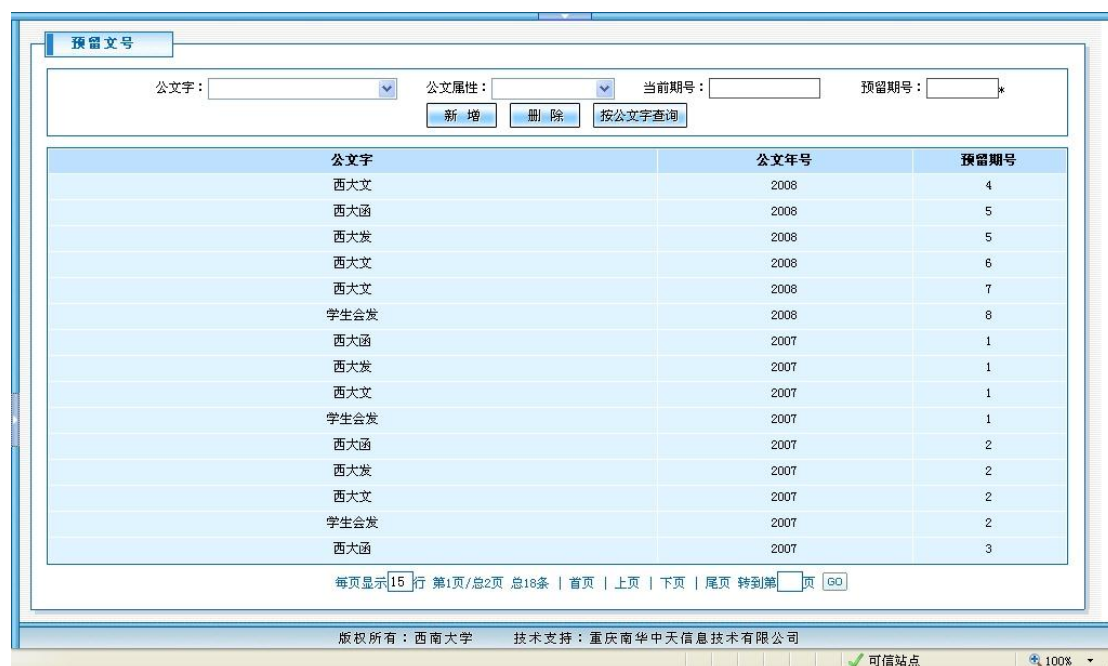 预留文号
公文字： 公文属性： 当前期号： 预留期号： *
新 增 删 除 按公文字查询
公文字 公文年号 预留期号
西大文 2008 4
西大函 2008 5
西大发 2008 5
西大文 2008 6
西大文 2008 7
学生会发 2008 8
西大函 2007 1
西大发 2007 1
西大文 2007 1
学生会发 2007 1
西大函 2007 2
西大发 2007 2
西大文 2007 2
学生会发 2007 2
西大函 2007 3
每页显示15行 第1页/总2页 总18条 | 首页 | 上页 | 下页 | 尾页 转到第 页 GO
版权所有：西南大学 技术支持：重庆南华中天信息技术有限公司
可信站点 100%